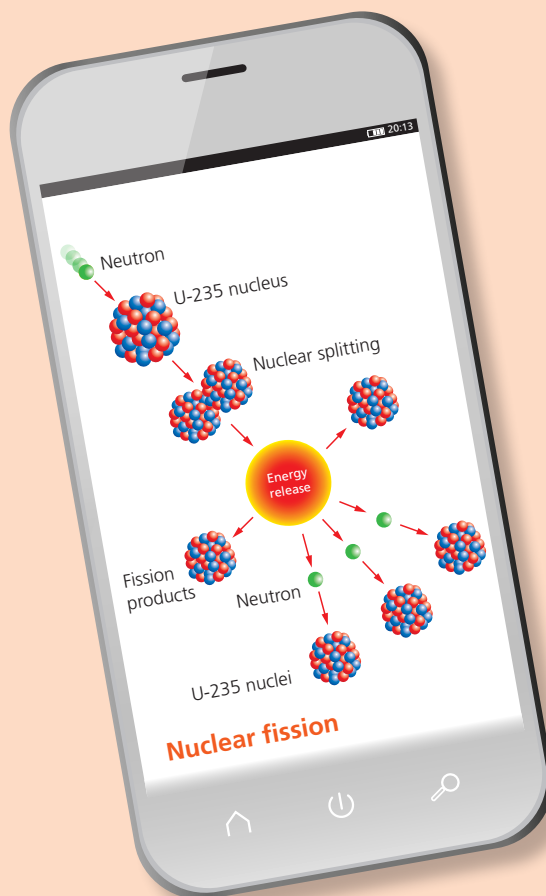 20:13
Neutron
U-235 nucleus
Nuclear splitting
Energy
release
Fission
products
Neutron
U-235 nuclei
Nuclear fission